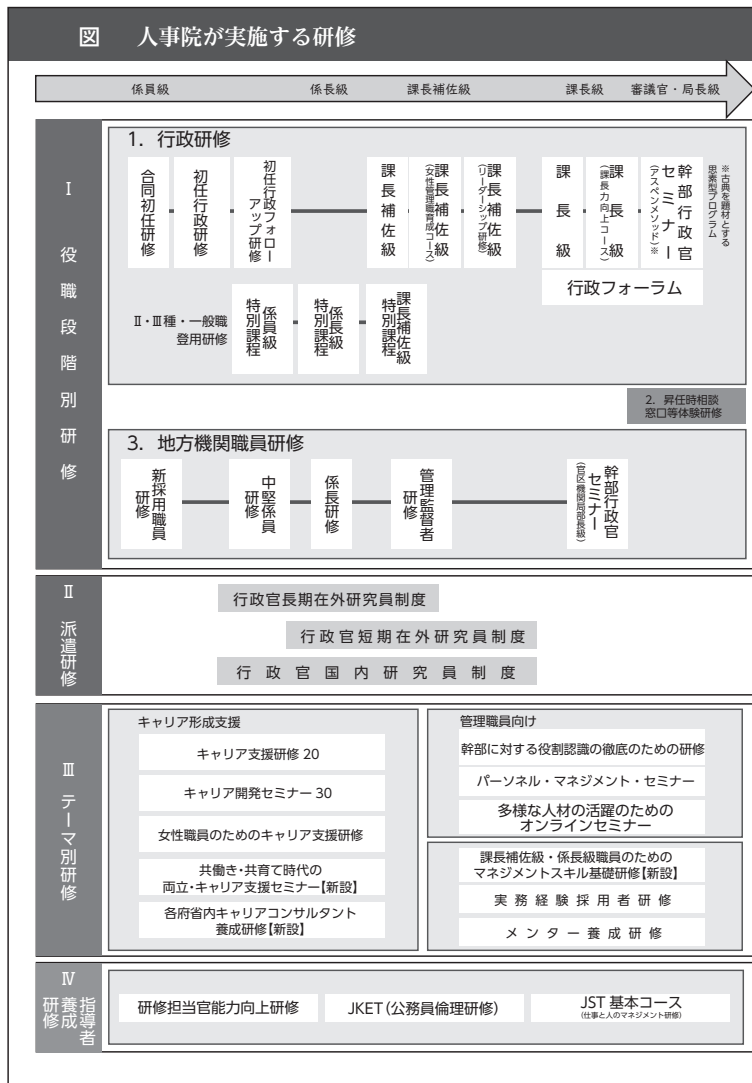 図 人事院が実施する研修
係員級 係長級 課長補佐級 課長級 審議官・局長級
Ⅰ 役職段階別研修
1. 行政研修
合同初任研修
初任行政研修
初任行政フォロー
アップ研修
課長補佐級
課長補佐級
(女性管理職育成コース)
課長補佐級
(リーダーシップ研修)
課長級
課長級
(課長力向上コース)
幹部行政官
セミナー
(アスペンメソッド)※
※古典を題材とする
思索型プログラム
行政フォーラム
Ⅱ・Ⅲ種・一般職
登用研修
係員級
特別課程
係長級
特別課程
課長補佐級
特別課程
2. 昇任時相談
窓口等体験研修
3. 地方機関職員研修
新採用職員
研修
中堅係員
研修
係長研修
管理監督者
研修
幹部行政官
セミナー
(官区機関局部長級)
Ⅱ 派遣研修
行政官長期在外研究員制度
行政官短期在外研究員制度
行政官国内研究員制度
Ⅲ テーマ別研修
キャリア形成支援
キャリア支援研修 20
キャリア開発セミナー 30
女性職員のためのキャリア支援研修
共働き・共育て時代の
両立・キャリア支援セミナー【新設】
各府省内キャリアコンサルタント
養成研修【新設】
管理職員向け
幹部に対する役割認識の徹底のための研修
パーソネル・マネジメント・セミナー
多様な人材の活躍のための
オンラインセミナー
課長補佐級・係長級職員のための
マネジメントスキル基礎研修【新設】
実務経験採用者研修
メンター養成研修
Ⅳ
指導者
養成
研修
研修担当官能力向上研修
JKET(公務員倫理研修)
JST 基本コース
(仕事と人のマネジメント研修)